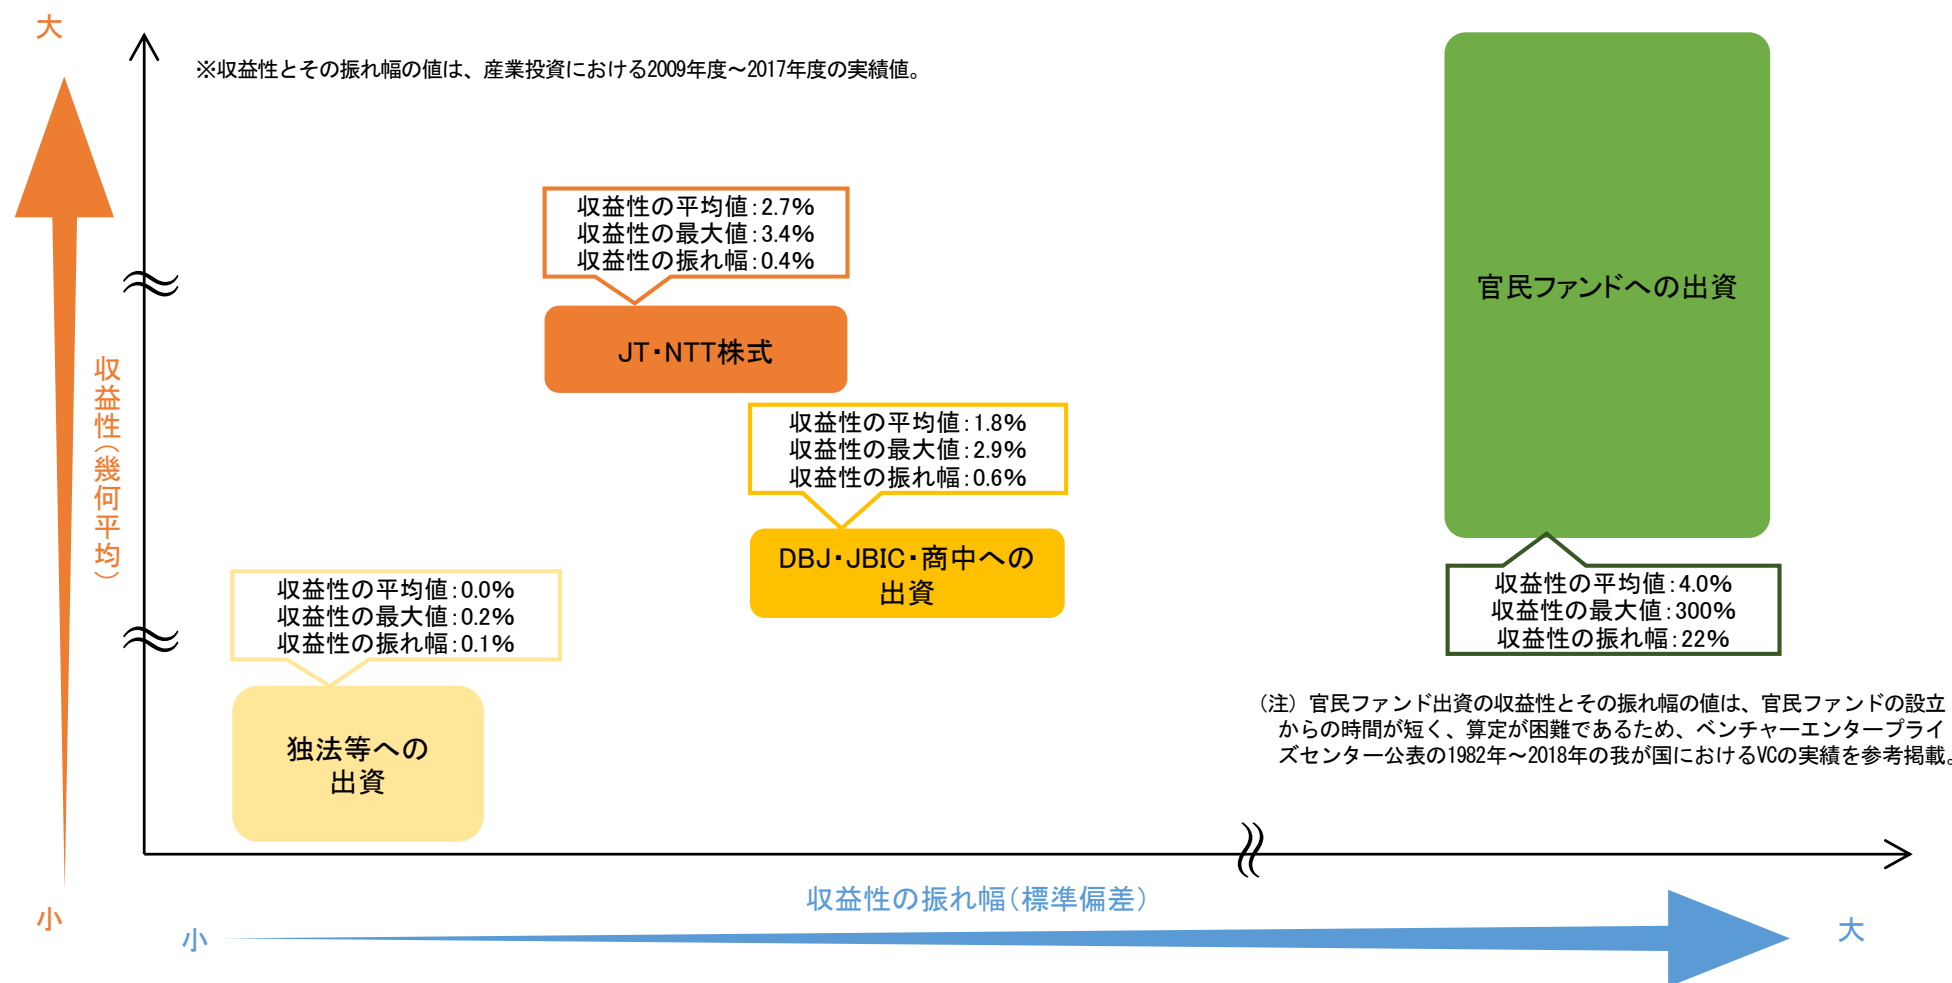 大
※収益性とその振れ幅の値は、産業投資における2009年度～2017年度の実績値。
収益性の平均値：2.7%
収益性の最大値：3.4%
収益性の振れ幅：0.4%
JT・NTT株式
官民ファンドへの出資
収益性（幾何平均）
収益性の平均値：1.8%
収益性の最大値：2.9%
収益性の振れ幅：0.6%
DBJ・JBIC・商中への
出資
収益性の平均値：0.0%
収益性の最大値：0.2%
収益性の振れ幅：0.1%
独法等への
出資
収益性の平均値：4.0%
収益性の最大値：300%
収益性の振れ幅：22%
（注）官民ファンド出資の収益性とその振れ幅の値は、官民ファンドの設立
からの時間が短く、算定が困難であるため、ベンチャーエンタープライ
ズセンター公表の1982年～2018年の我が国におけるVCの実績を参考掲載。
収益性の振れ幅（標準偏差）
小
小
大